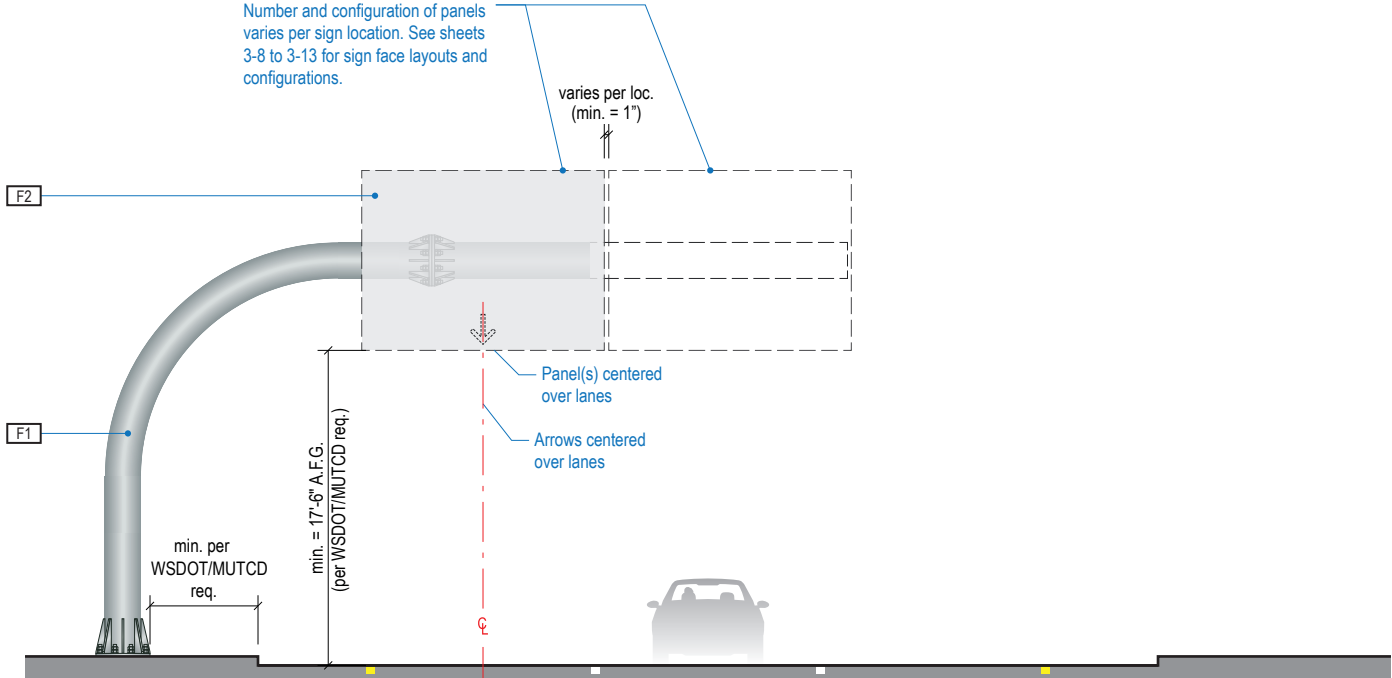 Number and configuration of panels
varies per sign location. See sheets
3-8 to 3-13 for sign face layouts and
configurations.
varies per loc.
(min. = 1”)
F2
Panel(s) centered
over lanes
F1
Arrows centered
over lanes
min. = 17'-6" A.F.G.
(per WSDOT/MUTCD req.)
min. per
WSDOT/MUTCD
req.
℄